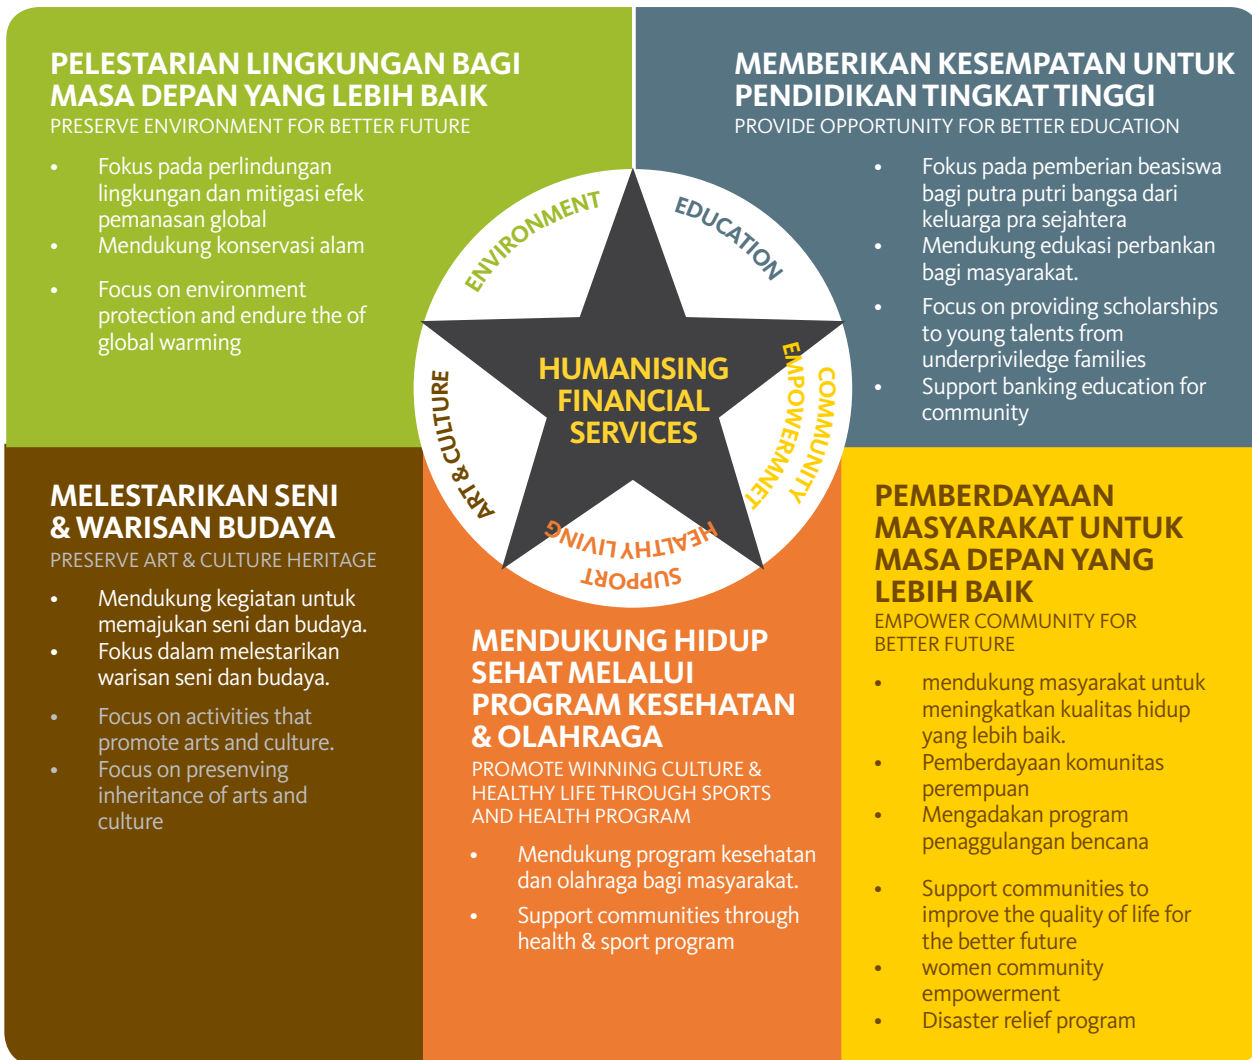 PELESTARIAN LINGKUNGAN BAGI
MASA DEPAN YANG LEBIH BAIK
PRESERVE ENVIRONMENT FOR BETTER FUTURE
• Fokus pada perlindungan
lingkungan dan mitigasi efek
pemanasan global
• Mendukung konservasi alam
• Focus on environment
protection and endure the of
global warming
MEMBERIKAN KESEMPATAN UNTUK
PENDIDIKAN TINGKAT TINGGI
PROVIDE OPPORTUNITY FOR BETTER EDUCATION
• Fokus pada pemberian beasiswa
bagi putra putri bangsa dari
keluarga pra sejahtera
• Mendukung edukasi perbankan
bagi masyarakat.
• Focus on providing scholarships
to young talents from
underpriviledge families
• Support banking education for
community
ENVIRONMENT
EDUCATION
ART & CULTURE
HUMANISING
FINANCIAL
SERVICES
COMMUNITY
EMPOWERMNET
SUPPORT
HEALTHY LIVING
MELESTARIKAN SENI
& WARISAN BUDAYA
PRESERVE ART & CULTURE HERITAGE
• Mendukung kegiatan untuk
memajukan seni dan budaya.
• Fokus dalam melestarikan
warisan seni dan budaya.
• Focus on activities that
promote arts and culture.
• Focus on presenving
inheritance of arts and
culture
MENDUKUNG HIDUP
SEHAT MELALUI
PROGRAM KESEHATAN
& OLAHRAGA
PROMOTE WINNING CULTURE &
HEALTHY LIFE THROUGH SPORTS
AND HEALTH PROGRAM
• Mendukung program kesehatan
dan olahraga bagi masyarakat.
• Support communities through
health & sport program
PEMBERDAYAAN
MASYARAKAT UNTUK
MASA DEPAN YANG
LEBIH BAIK
EMPOWER COMMUNITY FOR
BETTER FUTURE
• mendukung masyarakat untuk
meningkatkan kualitas hidup
yang lebih baik.
• Pemberdayaan komunitas
perempuan
• Mengadakan program
penaggulangan bencana
• Support communities to
improve the quality of life for
the better future
• women community
empowerment
• Disaster relief program